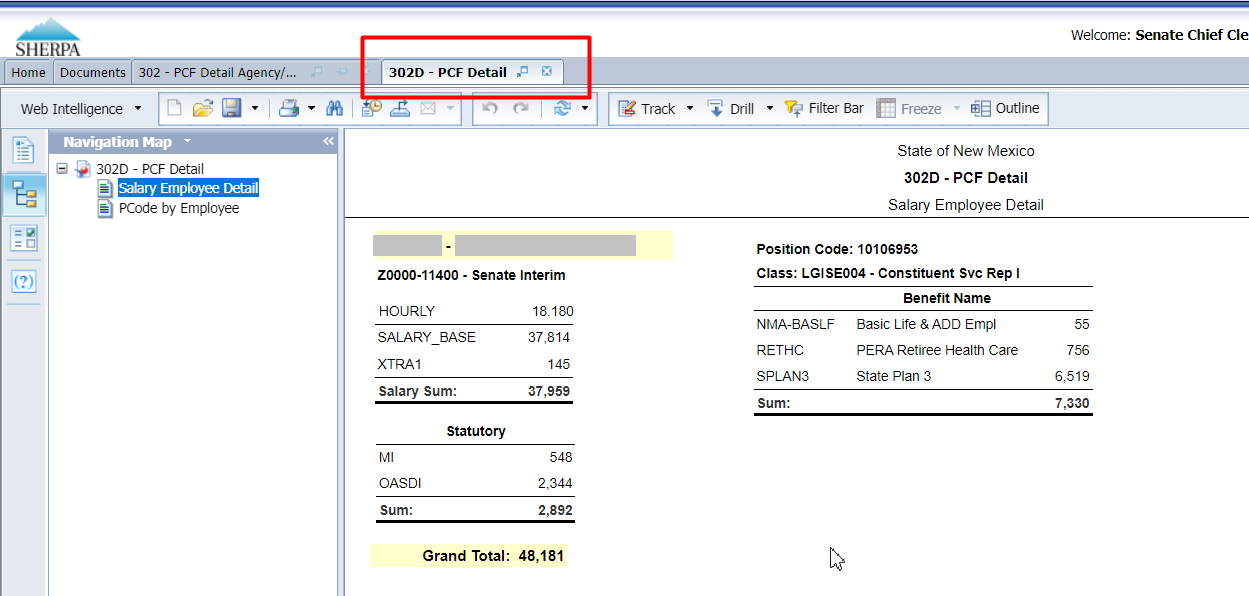 SHERPA
Welcome: Senate Chief Cle
Home
Documents
302 - PCF Detail Agency/...
302D - PCF Detail
Web Intelligence
Track
Drill
Filter Bar
Freeze
Outline
Navigation Map
302D - PCF Detail
Salary Employee Detail
PCode by Employee
State of New Mexico
302D - PCF Detail
Salary Employee Detail
-
Z0000-11400 - Senate Interim
HOURLY 18.180
SALARY_BASE 37,814
XTRA1 145
Salary Sum: 37,959
Statutory
MI 548
OASDI 2,344
Sum: 2,892
Grand Total: 48,181
Position Code: 10106953
Class: LGISE004 - Constituent Svc Rep I
Benefit Name
NMA-BASLF Basic Life & ADD Empl 55
RETHC PERA Retiree Health Care 756
SPLAN3 State Plan 3 6,519
Sum: 7,330